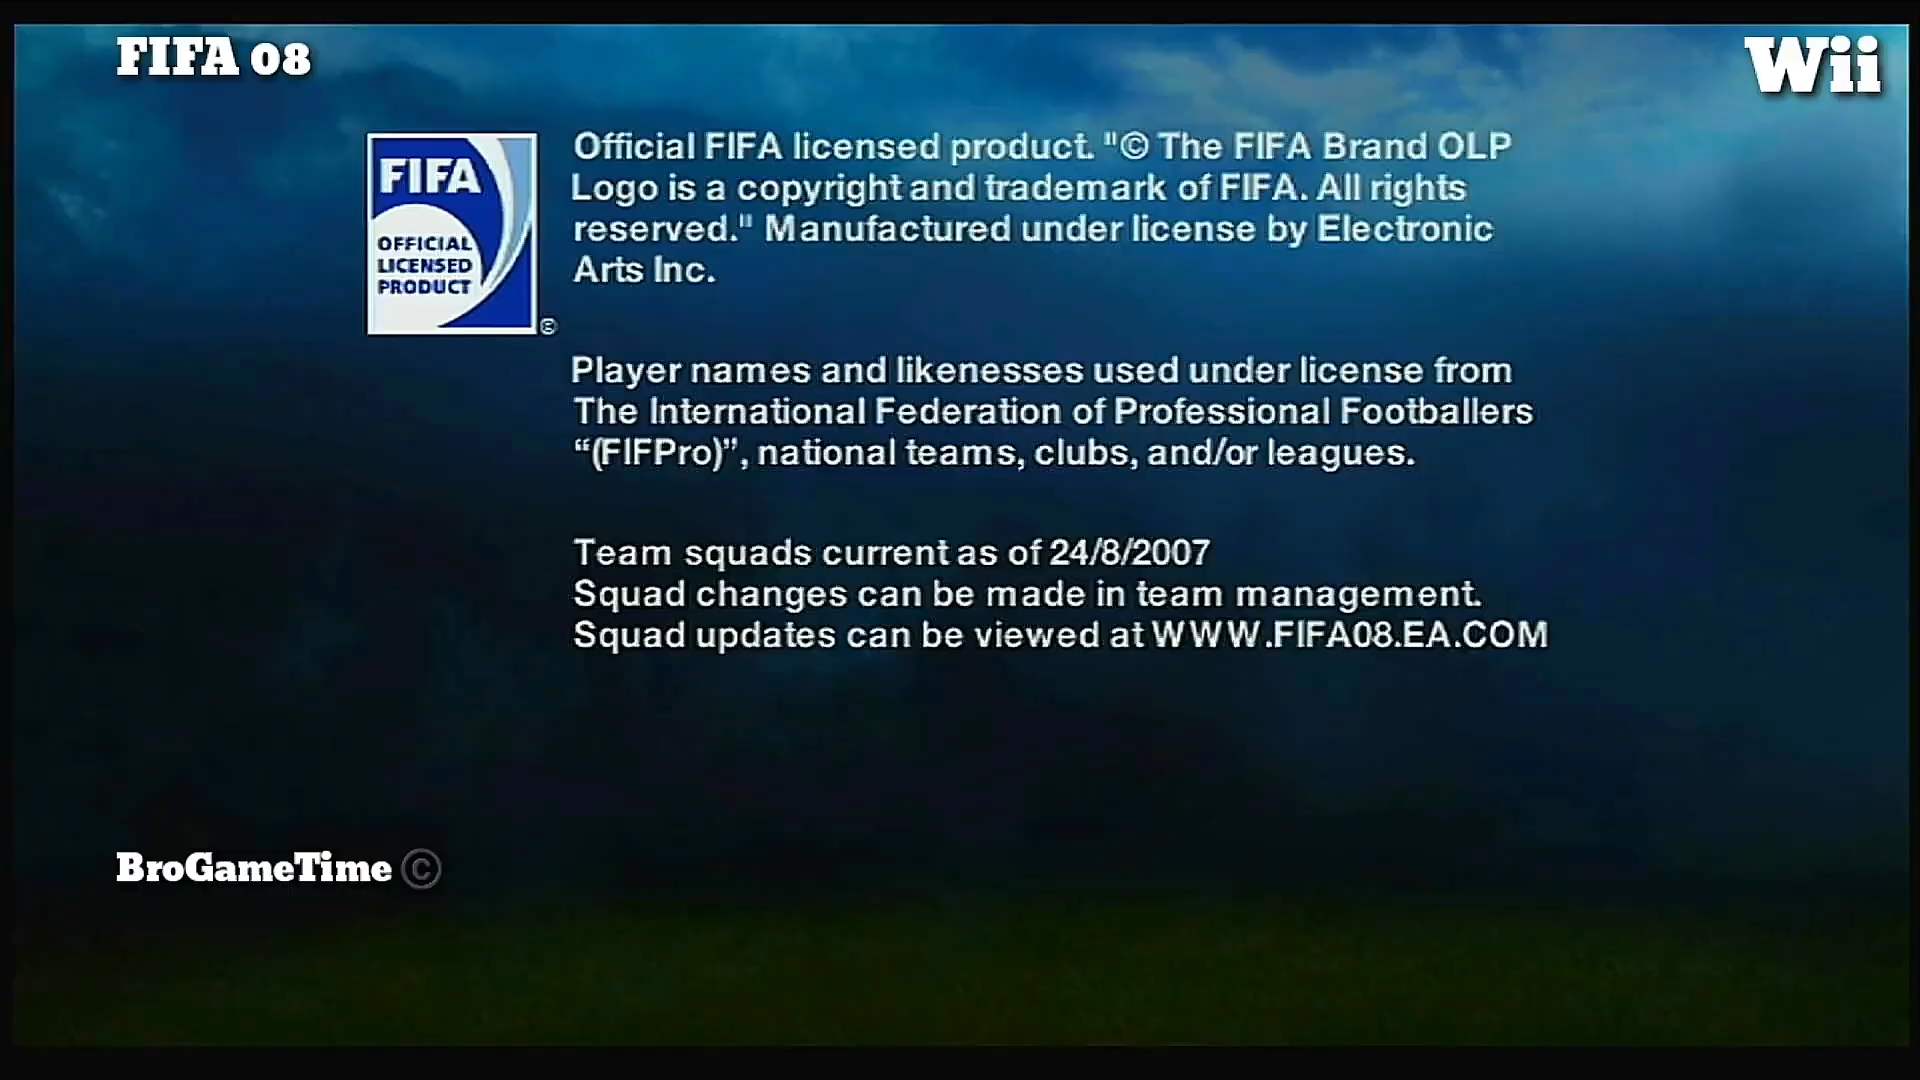 FIFA 08
Wii
FIFA
OFFICIAL
LICENSED
PRODUCT
®
Official FIFA licensed product. "© The FIFA Brand OLP
Logo is a copyright and trademark of FIFA. All rights
reserved." Manufactured under license by Electronic
Arts Inc.
Player names and likenesses used under license from
The International Federation of Professional Footballers
“(FIFPro)”, national teams, clubs, and/or leagues.
Team squads current as of 24/8/2007
Squad changes can be made in team management.
Squad updates can be viewed at WWW.FIFA08.EA.COM
BroGameTime ©